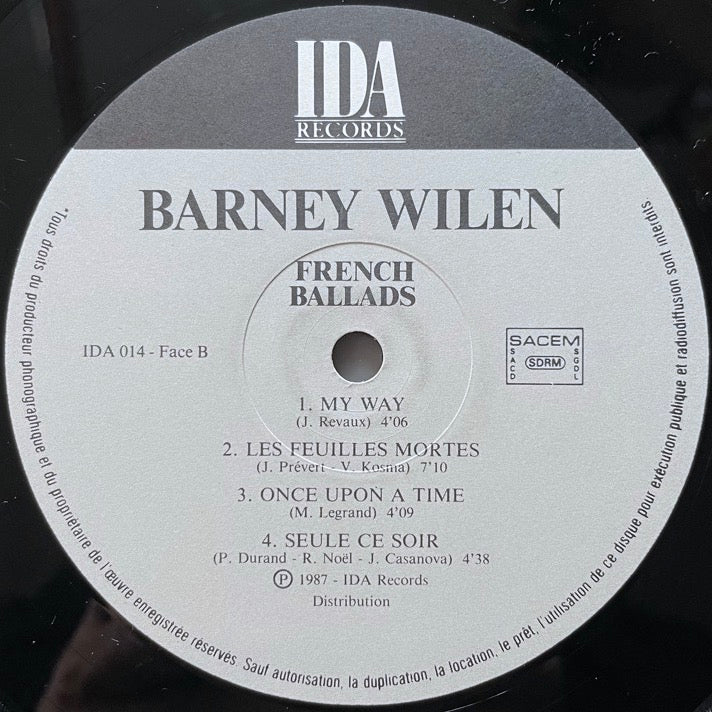 IDA
RECORDS
BARNEY WILEN
FRENCH
BALLADS
IDA 014 - Face B
SACEM
SACD
SDRM
SGDL
1. MY WAY
(J. Revaux) 4'06
2. LES FEUILLES MORTES
(J. Prévert - V. Kosma) 7'10
3. ONCE UPON A TIME
(M. Legrand) 4'09
4. SEULE CE SOIR
(P. Durand - R. Noël - J. Casanova) 4'38
Ⓟ 1987 - IDA Records
Distribution
"Tous droits du producteur phonographique et du propriétaire de l'œuvre enregistrée réservés. Sauf autorisation, la duplication, la location, le prêt, l'utilisation de ce disque pour exécution publique et radiodiffusion sont interdits